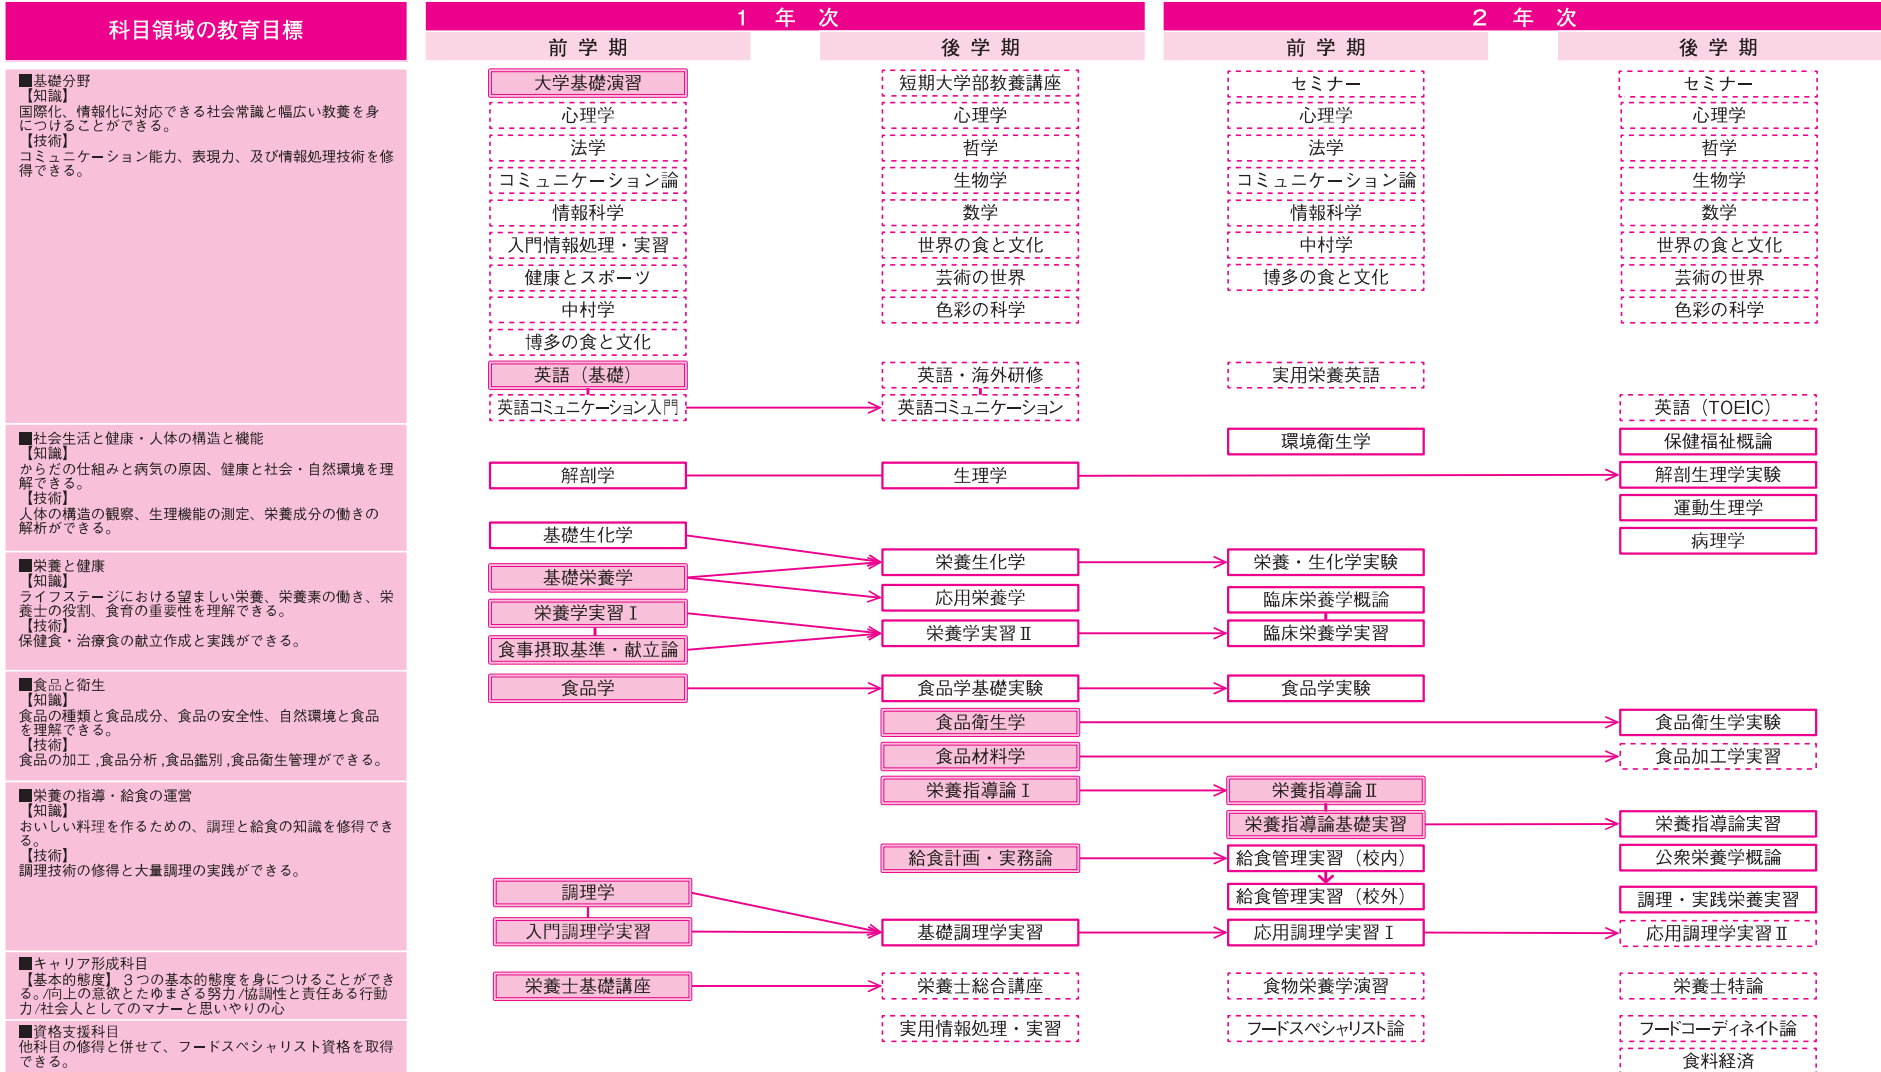 科目領域の教育目標
1 年 次
2 年 次
前 学 期
後 学 期
前 学 期
後 学 期
■基礎分野
【知識】
国際化、情報化に対応できる社会常識と幅広い教養を身
につけることができる。
【技術】
コミュニケーション能力、表現力、及び情報処理技術を修
得できる。
大学基礎演習
短期大学部教養講座
セミナー
セミナー
心理学
心理学
心理学
心理学
法学
哲学
法学
哲学
コミュニケーション論
生物学
コミュニケーション論
生物学
情報科学
数学
情報科学
数学
入門情報処理・実習
世界の食と文化
中村学
世界の食と文化
健康とスポーツ
芸術の世界
博多の食と文化
芸術の世界
中村学
色彩の科学
色彩の科学
博多の食と文化
英語（基礎）
英語・海外研修
実用栄養英語
英語コミュニケーション入門
英語コミュニケーション
英語（TOEIC）
■社会生活と健康・人体の構造と機能
【知識】
からだの仕組みと病気の原因、健康と社会・自然環境を理
解できる。
【技術】
人体の構造の観察、生理機能の測定、栄養成分の働きの
解析ができる。
環境衛生学
保健福祉概論
解剖学
生理学
解剖生理学実験
運動生理学
基礎生化学
病理学
■栄養と健康
【知識】
ライフステージにおける望ましい栄養、栄養素の働き、栄
養士の役割、食育の重要性を理解できる。
【技術】
保健食・治療食の献立作成と実践ができる。
栄養生化学
栄養・生化学実験
基礎栄養学
応用栄養学
臨床栄養学概論
栄養学実習Ⅰ
栄養学実習Ⅱ
臨床栄養学実習
食事摂取基準・献立論
■食品と衛生
【知識】
食品の種類と食品成分、食品の安全性、自然環境と食品
を理解できる。
【技術】
食品の加工 ,食品分析 ,食品鑑別 ,食品衛生管理ができる。
食品学
食品学基礎実験
食品学実験
食品衛生学
食品衛生学実験
食品材料学
食品加工学実習
■栄養の指導・給食の運営
【知識】
おいしい料理を作るための、調理と給食の知識を修得でき
る。
【技術】
調理技術の修得と大量調理の実践ができる。
栄養指導論Ⅰ
栄養指導論Ⅱ
栄養指導論基礎実習
栄養指導論実習
給食計画・実務論
給食管理実習（校内）
公衆栄養学概論
調理学
給食管理実習（校外）
調理・実践栄養実習
入門調理学実習
基礎調理学実習
応用調理学実習Ⅰ
応用調理学実習Ⅱ
■キャリア形成科目
【基本的態度】３つの基本的態度を身につけることができ
る。/向上の意欲とたゆまざる努力/協調性と責任ある行動
力/社会人としてのマナーと思いやりの心
栄養士基礎講座
栄養士総合講座
食物栄養学演習
栄養士特論
■資格支援科目
他科目の修得と併せて、フードスペシャリスト資格を取得
できる。
実用情報処理・実習
フードスペシャリスト論
フードコーディネイト論
食料経済